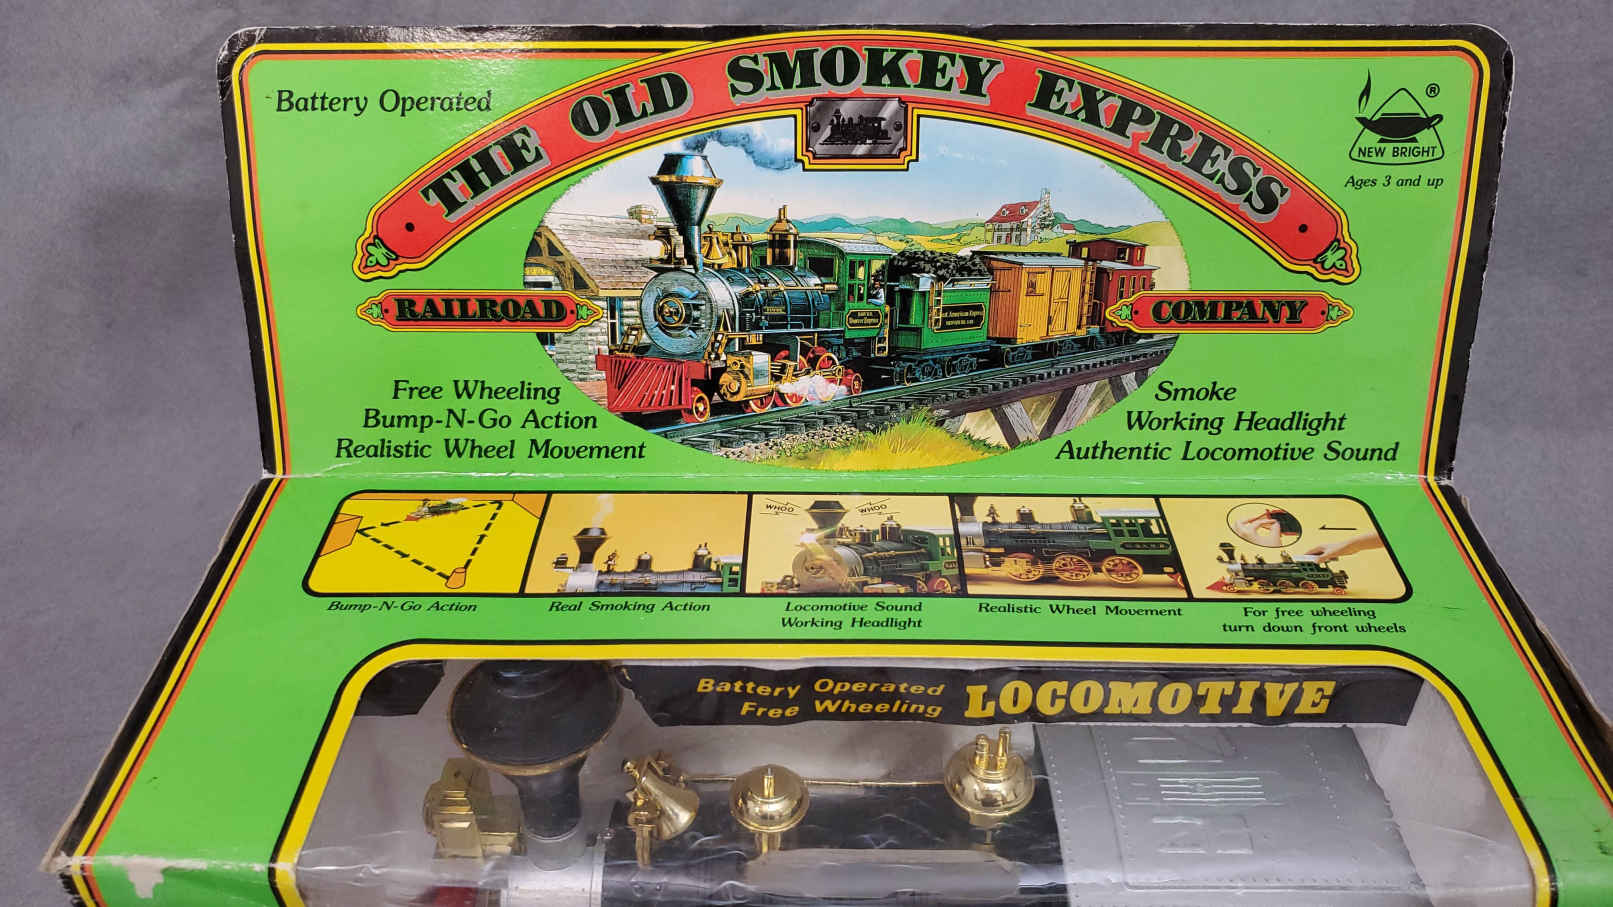 Battery Operated
THE OLD SMOKEY EXPRESS
®
NEW BRIGHT
Ages 3 and up
RAILROAD
COMPANY
Free Wheeling
Bump-N-Go Action
Realistic Wheel Movement
Smoke
Working Headlight
Authentic Locomotive Sound
WHOO
WHOO
Bump-N-Go Action
Real Smoking Action
Locomotive Sound
Working Headlight
Realistic Wheel Movement
For free wheeling
turn down front wheels
Battery Operated
Free Wheeling
LOCOMOTIVE